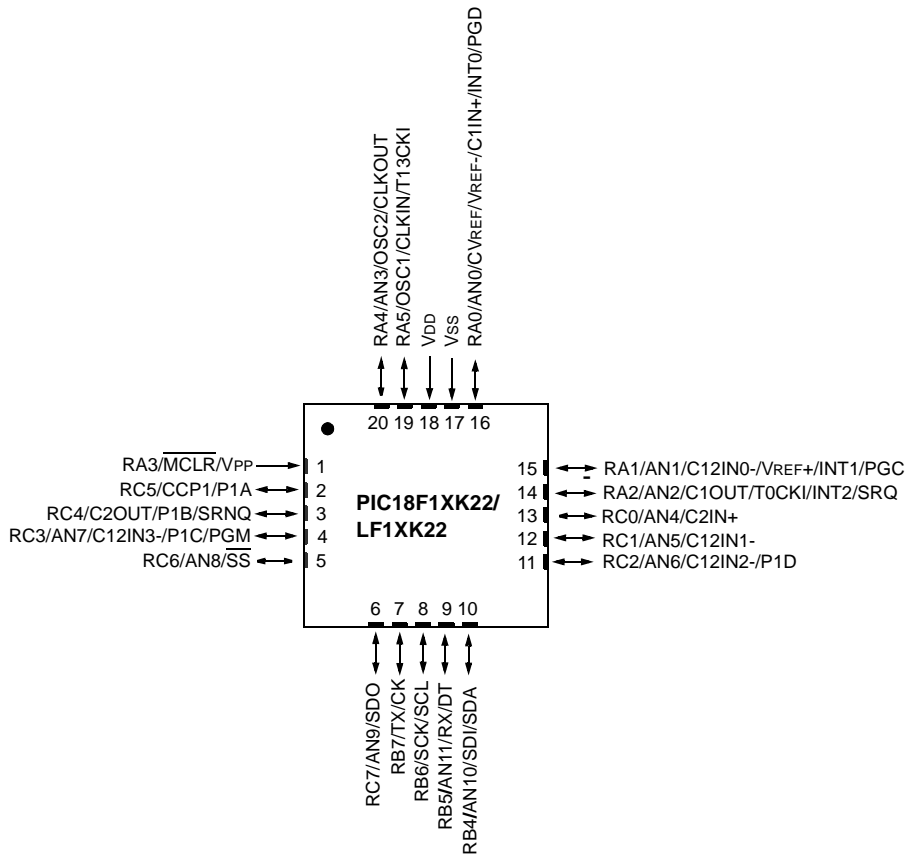 RA4/AN3/OSC2/CLKOUT
RA5/OSC1/CLKIN/T13CKI
VDD
VSS
RA0/AN0/CVREF/VREF-/C1IN+/INT0/PGD
20 19 18 17 16
RA3/MCLR/VPP 1
RC5/CCP1/P1A 2
RC4/C2OUT/P1B/SRNQ 3
RC3/AN7/C12IN3-/P1C/PGM 4
RC6/AN8/SS 5
PIC18F1XK22/
LF1XK22
15 RA1/AN1/C12IN0-/VREF+/INT1/PGC
14 RA2/AN2/C1OUT/T0CKI/INT2/SRQ
13 RC0/AN4/C2IN+
12 RC1/AN5/C12IN1-
11 RC2/AN6/C12IN2-/P1D
6 7 8 9 10
RC7/AN9/SDO
RB7/TX/CK
RB6/SCK/SCL
RB5/AN11/RX/DT
RB4/AN10/SDI/SDA